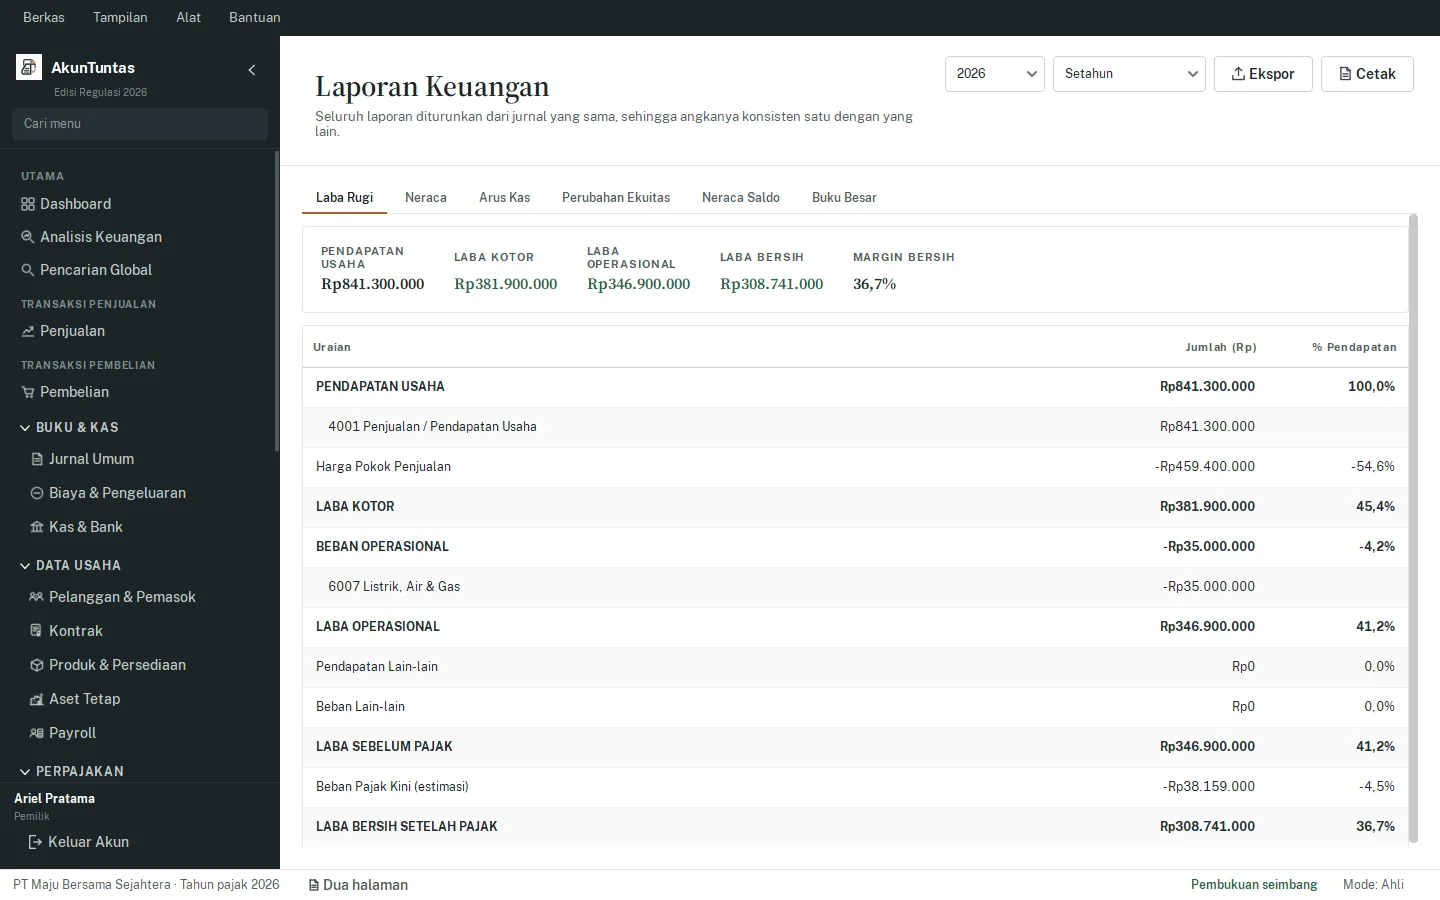 Berkas Tampilan Alat Bantuan
AkunTuntas
Edisi Regulasi 2026
Cari menu
UTAMA
Dashboard
Analisis Keuangan
Pencarian Global
TRANSAKSI PENJUALAN
Penjualan
TRANSAKSI PEMBELIAN
Pembelian
BUKU & KAS
Jurnal Umum
Biaya & Pengeluaran
Kas & Bank
DATA USAHA
Pelanggan & Pemasok
Kontrak
Produk & Persediaan
Aset Tetap
Payroll
PERPAJAKAN
Ariel Pratama
Pemilik
Keluar Akun
Laporan Keuangan
Seluruh laporan diturunkan dari jurnal yang sama, sehingga angkanya konsisten satu dengan yang
lain.
2026 Setahun Ekspor Cetak
Laba Rugi Neraca Arus Kas Perubahan Ekuitas Neraca Saldo Buku Besar
PENDAPATAN USAHA
Rp841.300.000
LABA KOTOR
Rp381.900.000
LABA OPERASIONAL
Rp346.900.000
LABA BERSIH
Rp308.741.000
MARGIN BERSIH
36,7%
Uraian Jumlah (Rp) % Pendapatan
PENDAPATAN USAHA Rp841.300.000 100,0%
4001 Penjualan / Pendapatan Usaha Rp841.300.000
Harga Pokok Penjualan -Rp459.400.000 -54,6%
LABA KOTOR Rp381.900.000 45,4%
BEBAN OPERASIONAL -Rp35.000.000 -4,2%
6007 Listrik, Air & Gas -Rp35.000.000
LABA OPERASIONAL Rp346.900.000 41,2%
Pendapatan Lain-lain Rp0 0,0%
Beban Lain-lain Rp0 0,0%
LABA SEBELUM PAJAK Rp346.900.000 41,2%
Beban Pajak Kini (estimasi) -Rp38.159.000 -4,5%
LABA BERSIH SETELAH PAJAK Rp308.741.000 36,7%
PT Maju Bersama Sejahtera · Tahun pajak 2026 Dua halaman Pembukuan seimbang Mode: Ahli